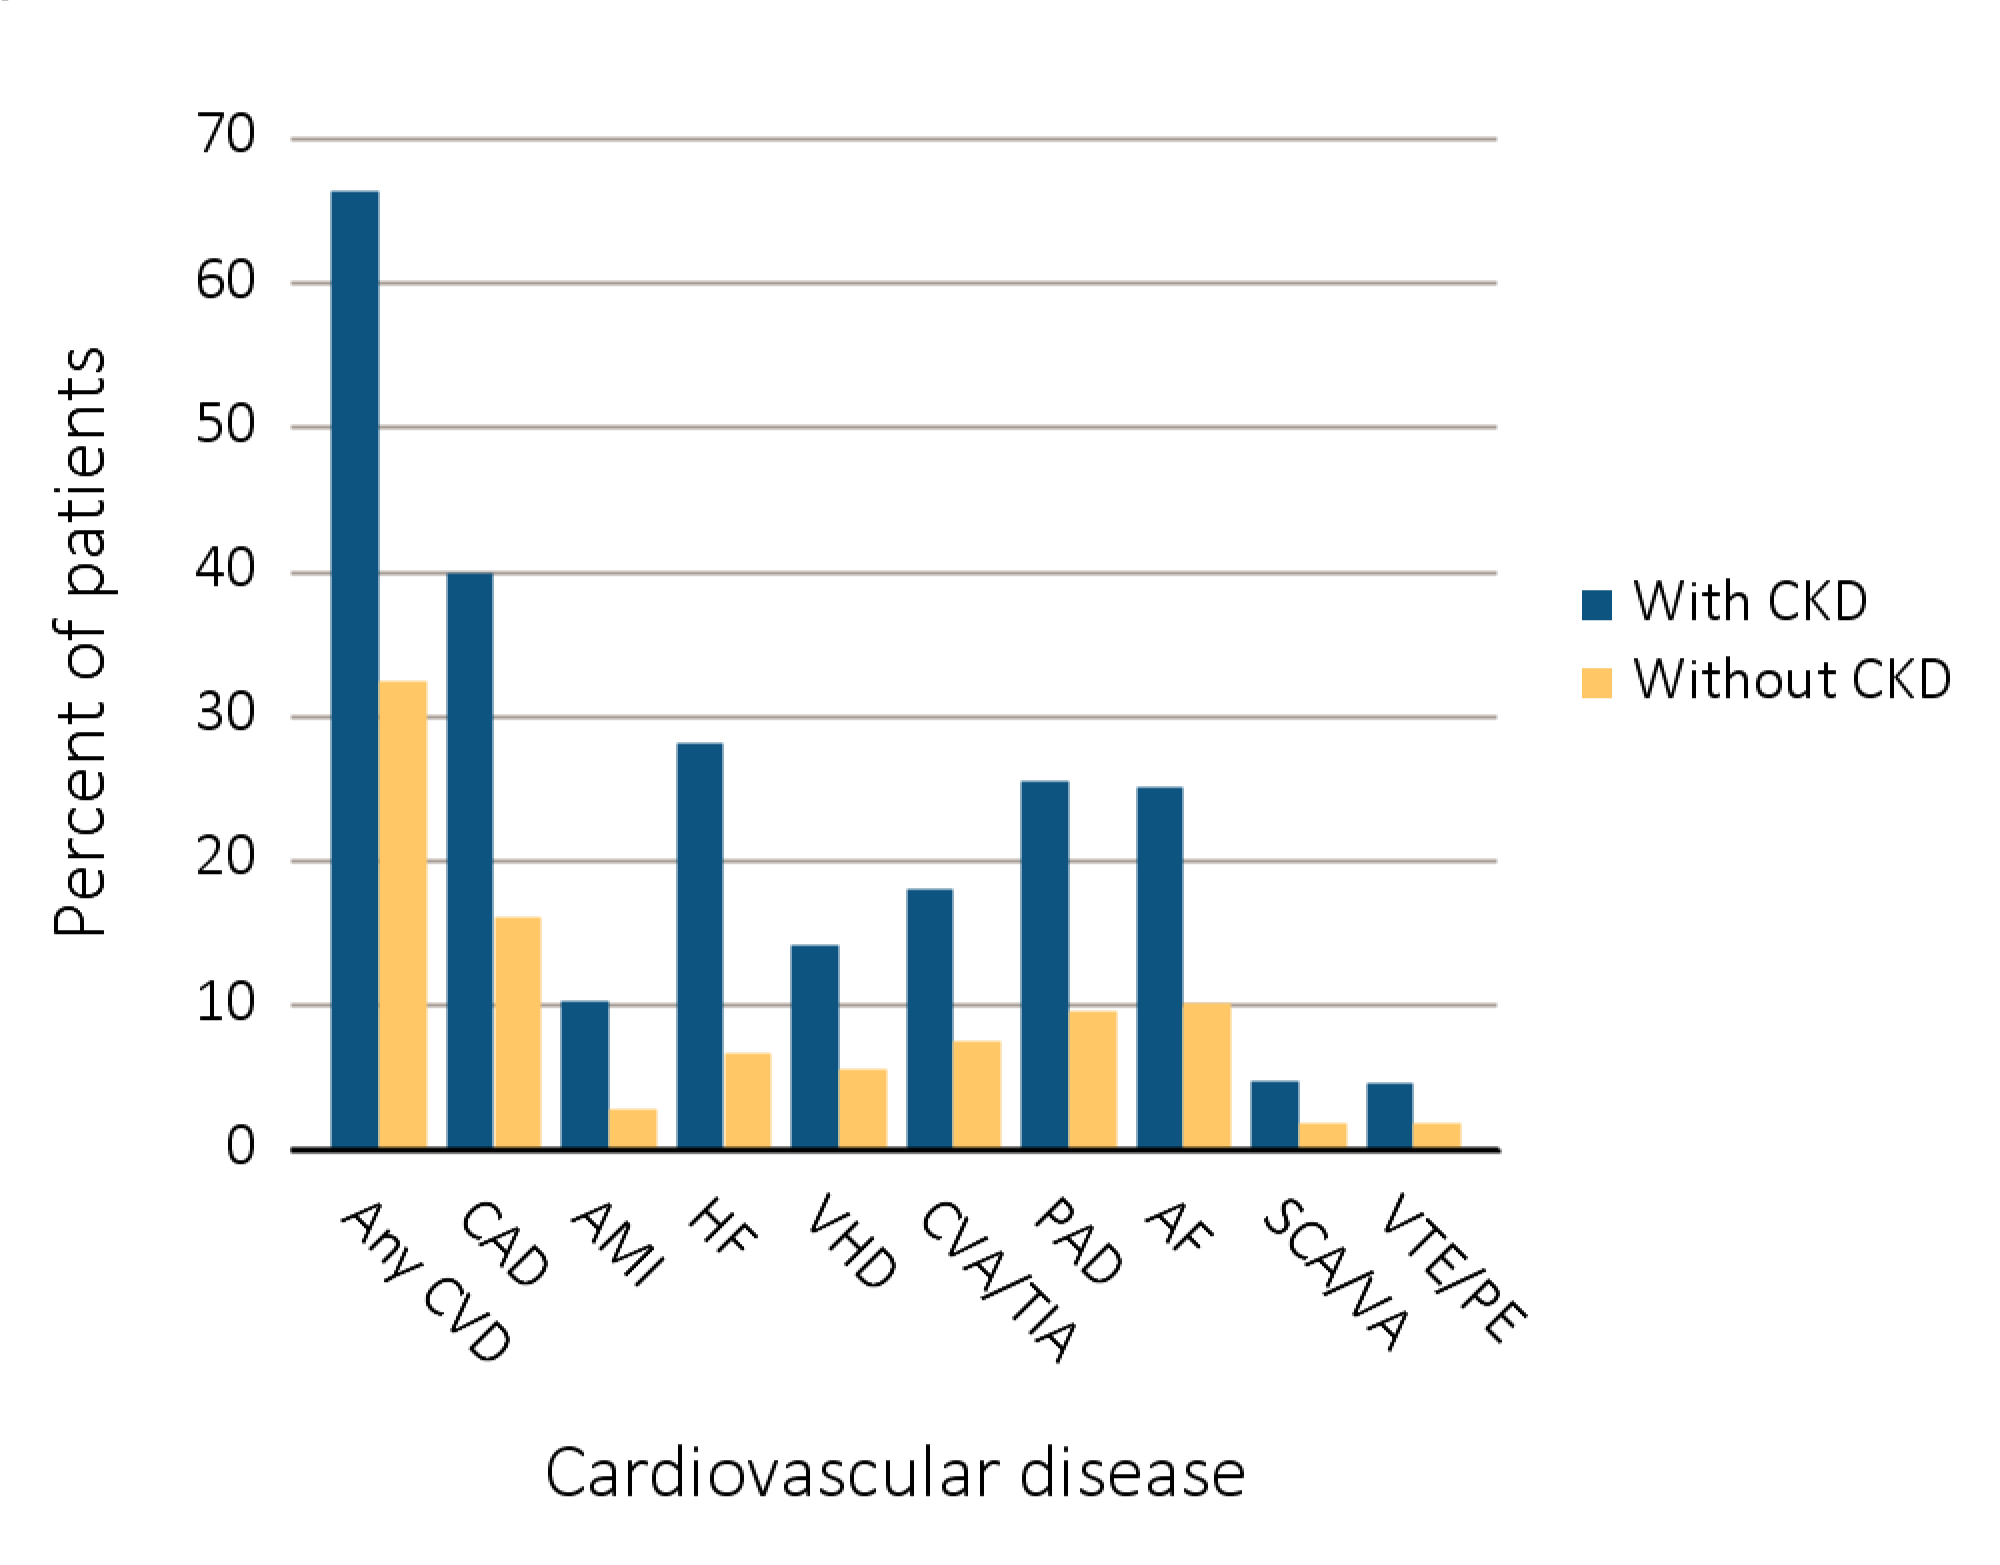 70
60
50
40
30
20
10
0
Percent of patients
Any CVD
CAD
AMI
HF
VHD
CVA/TIA
PAD
AF
SCA/VA
VTE/PE
Cardiovascular disease
With CKD
Without CKD